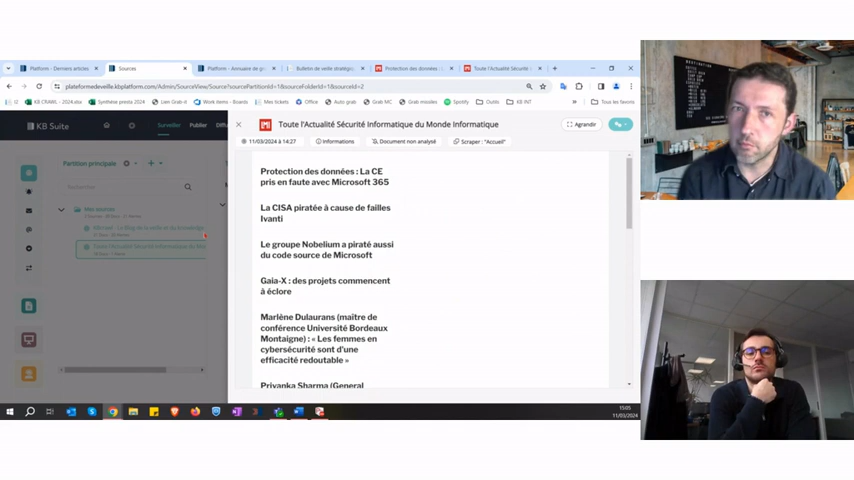 Platform - Derniers articles
Sources
Platform - Annuaire de
Bulletin de veille stratégiq
Protection des données :
Toute l'Actualité Sécurité
plateformedeveille.kbplatform.com/Admin/SourceView/Source?sourcePartitionId=1&sourceFolderId=1&sourceId=2
KB CRAWL - 2024.xlsx
Synthèse presta 2024
Lien Grab-it
Work items - Boards
Mes tickets
Office
Auto grab
Grab MC
Grab missiles
Spotify
Outils
KB INT
Tous les favoris
KB Suite
Surveiller
Publier
Toute l'Actualité Sécurité Informatique du Monde Informatique
Agrandir
11/03/2024 à 14:27
Informations
Document non analysé
Scraper : "Accueil"
Partition principale
Rechercher
Mes sources
Protection des données : La CE
pris en faute avec Microsoft 365
La CISA piratée à cause de failles
Ivanti
Le groupe Nobelium a piraté aussi
du code source de Microsoft
Gaia-X : des projets commencent
à éclore
Marlène Dulaurans (maître de
conférence Université Bordeaux
Montaigne) : « Les femmes en
cybersécurité sont d'une
efficacité redoutable »
Priyanka Sharma (General
15:05
11/03/2024
DESTINATION